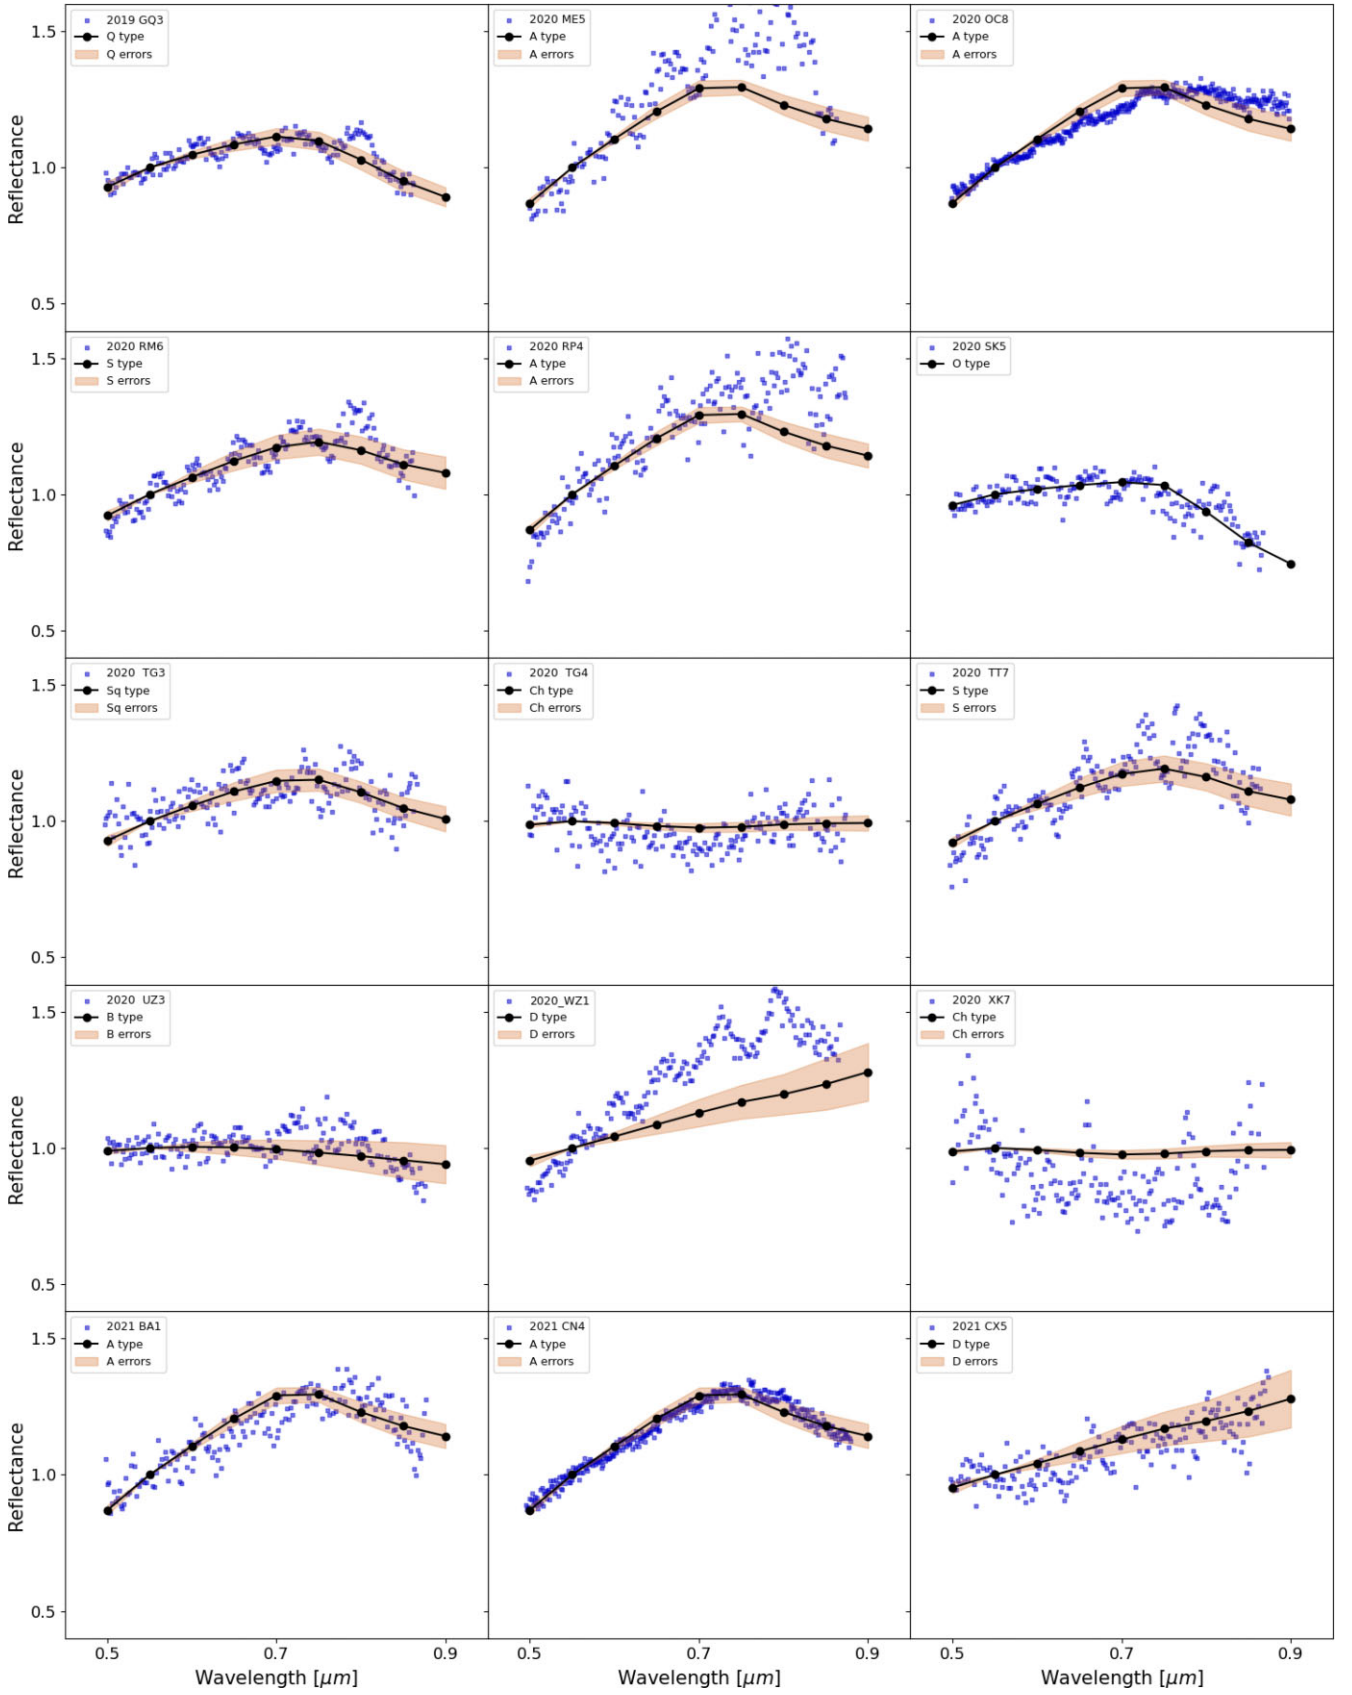 2019 GQ3
Q type
Q errors
2020 ME5
A type
A errors
2020 OC8
A type
A errors
1.5
1.0
0.5
Reflectance
2020 RM6
S type
S errors
2020 RP4
A type
A errors
2020 SK5
O type
1.5
1.0
0.5
Reflectance
2020 TG3
Sq type
Sq errors
2020 TG4
Ch type
Ch errors
2020 TT7
S type
S errors
1.5
1.0
0.5
Reflectance
2020 UZ3
B type
B errors
2020_WZ1
D type
D errors
2020 XK7
Ch type
Ch errors
1.5
1.0
0.5
Reflectance
2021 BA1
A type
A errors
2021 CN4
A type
A errors
2021 CX5
D type
D errors
1.5
1.0
0.5
Reflectance
0.5 0.7 0.9 0.5 0.7 0.9 0.5 0.7 0.9
Wavelength [μm] Wavelength [μm] Wavelength [μm]